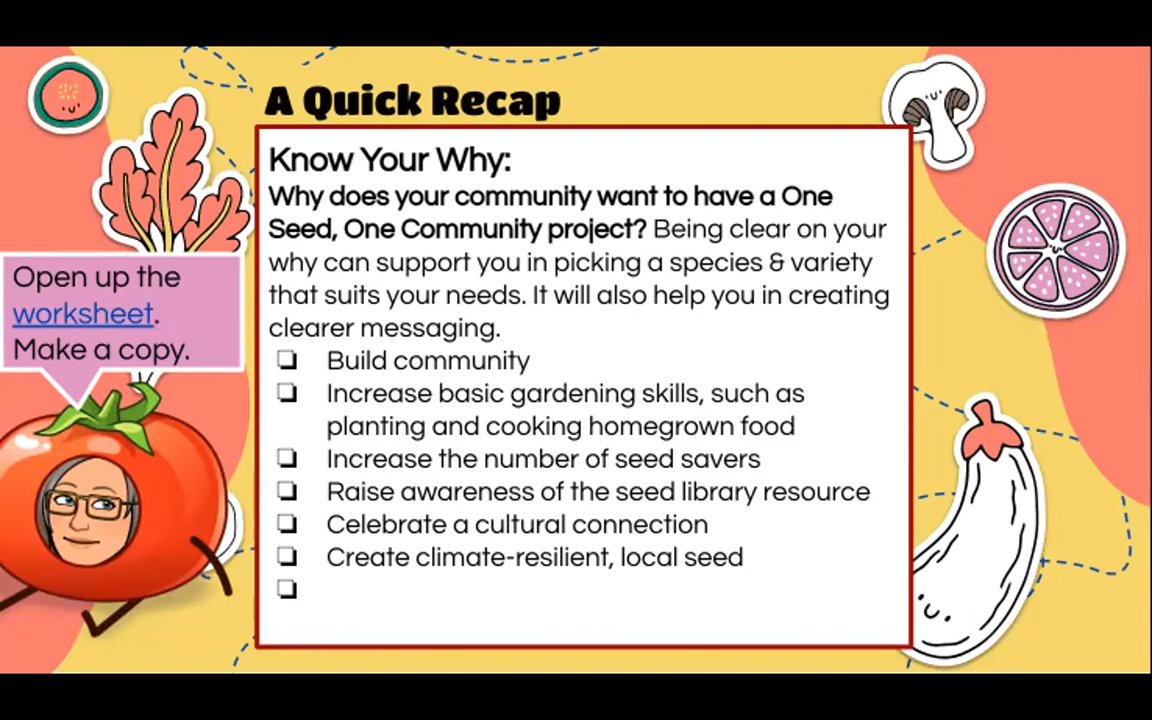 A Quick Recap
Know Your Why:
Why does your community want to have a One
Seed, One Community project? Being clear on your
why can support you in picking a species & variety
that suits your needs. It will also help you in creating
clearer messaging.
Build community
Increase basic gardening skills, such as
planting and cooking homegrown food
Increase the number of seed savers
Raise awareness of the seed library resource
Celebrate a cultural connection
Create climate-resilient, local seed
Open up the
worksheet.
Make a copy.